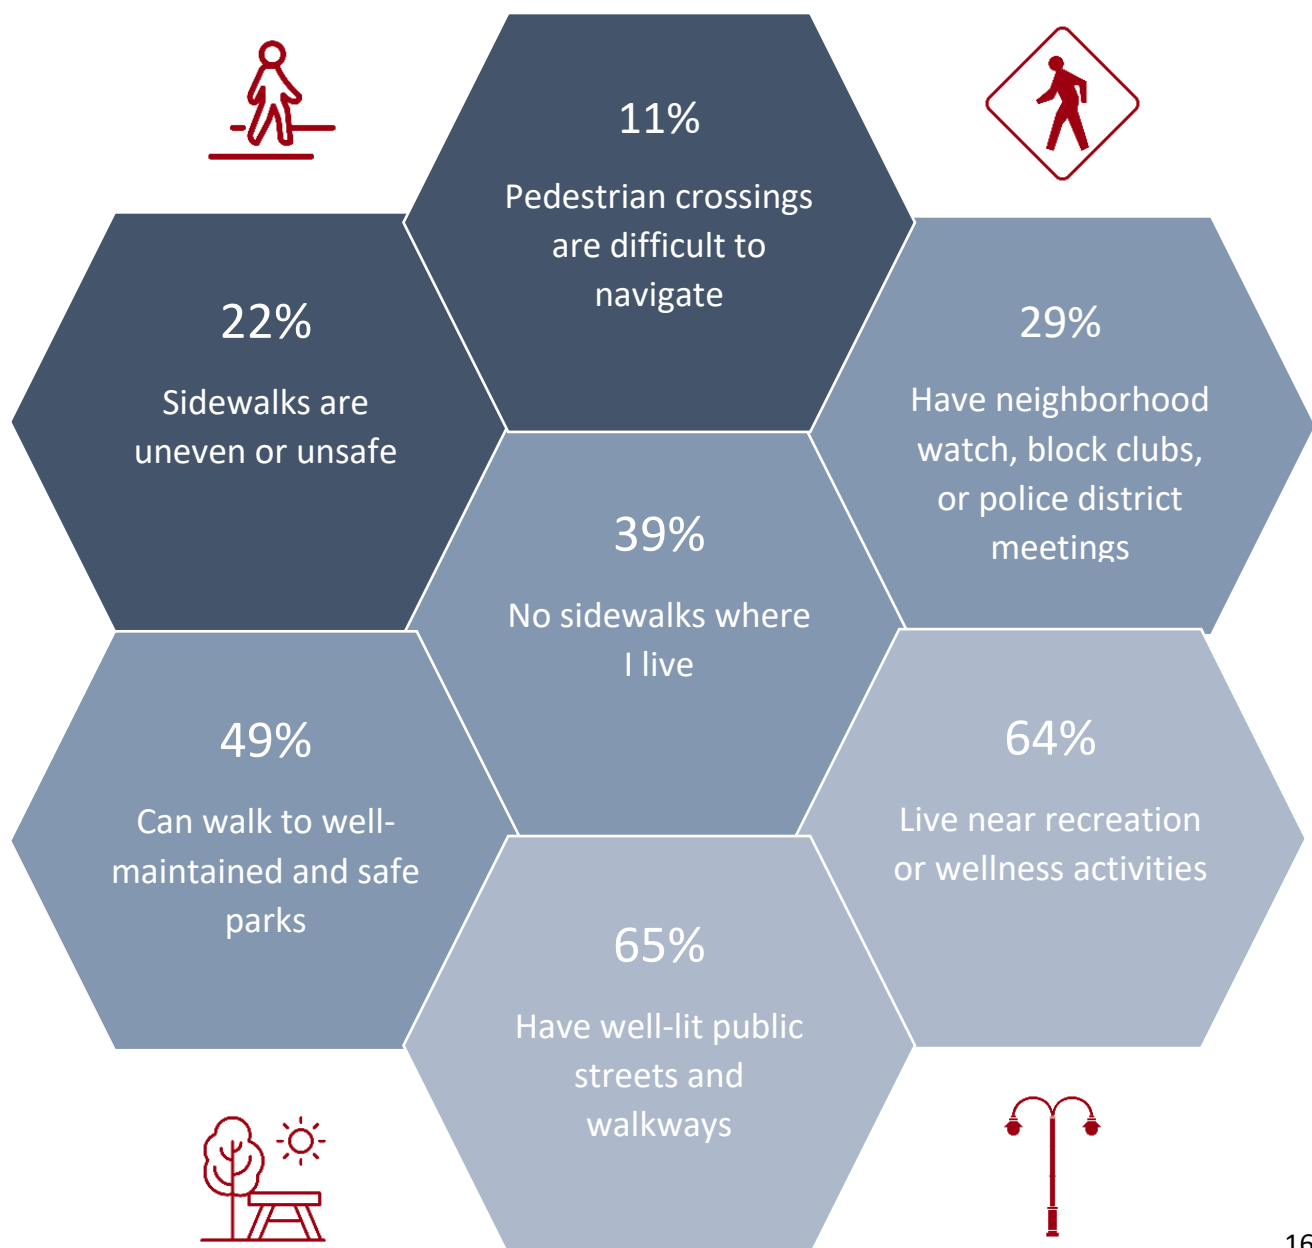 11%
Pedestrian crossings
are difficult to
navigate
22%
Sidewalks are
uneven or unsafe
29%
Have neighborhood
watch, block clubs,
or police district
meetings
39%
No sidewalks where
I live
49%
Can walk to well-
maintained and safe
parks
64%
Live near recreation
or wellness activities
65%
Have well-lit public
streets and
walkways
16